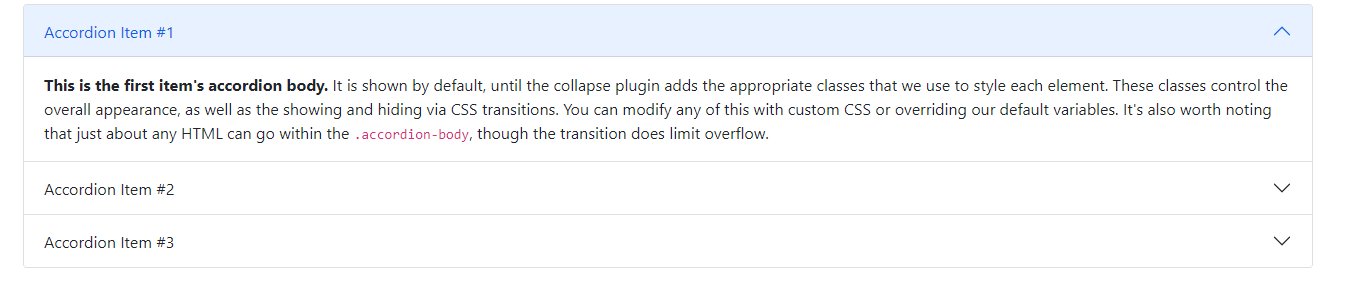 Accordion Item #1
This is the first item's accordion body. It is shown by default, until the collapse plugin adds the appropriate classes that we use to style each element. These classes control the
overall appearance, as well as the showing and hiding via CSS transitions. You can modify any of this with custom CSS or overriding our default variables. It's also worth noting
that just about any HTML can go within the .accordion-body, though the transition does limit overflow.
Accordion Item #2
Accordion Item #3